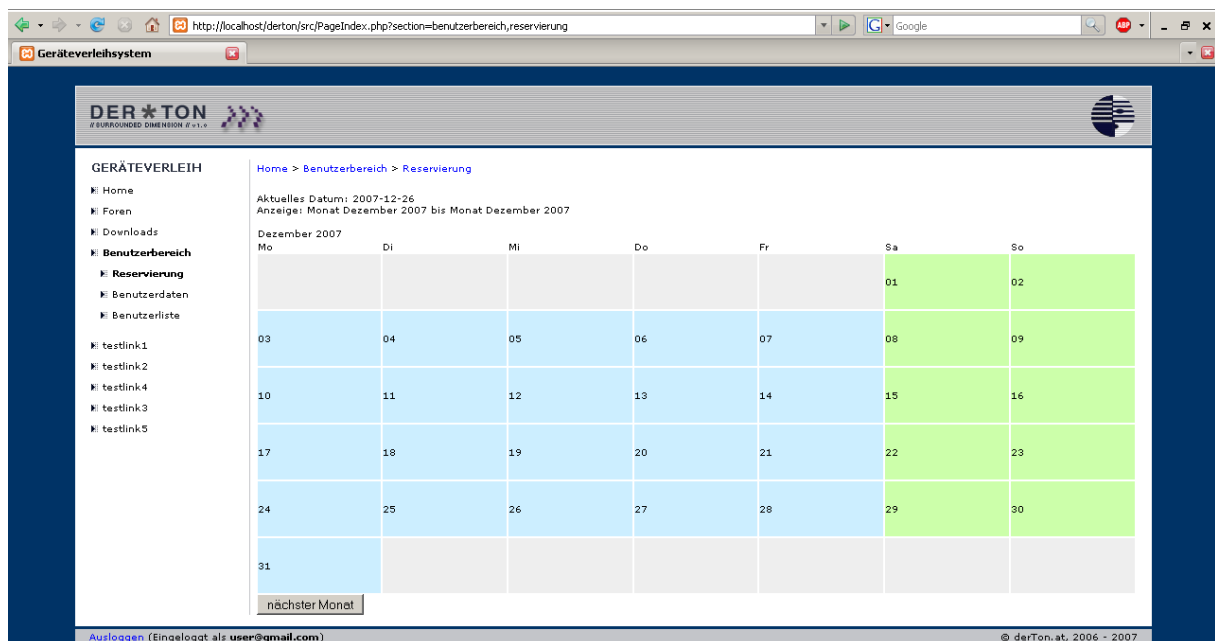 http://localhost/derton/src/PageIndex.php?section=benutzerbereich,reservierung
G
Google
ABP
Geräteverleihsystem
DER*TON
// SURROUNDED DIMENSION // v1.0
GERÄTEVERLEIH
Home
Foren
Downloads
Benutzerbereich
Reservierung
Benutzerdaten
Benutzerliste
testlink1
testlink2
testlink4
testlink3
testlink5
Home > Benutzerbereich > Reservierung
Aktuelles Datum: 2007-12-26
Anzeige: Monat Dezember 2007 bis Monat Dezember 2007
Dezember 2007
Mo Di Mi Do Fr Sa So
01 02
03 04 05 06 07 08 09
10 11 12 13 14 15 16
17 18 19 20 21 22 23
24 25 26 27 28 29 30
31
nächster Monat
Ausloggen (Eingeloggt als user@gmail.com)
© derTon.at, 2006 - 2007